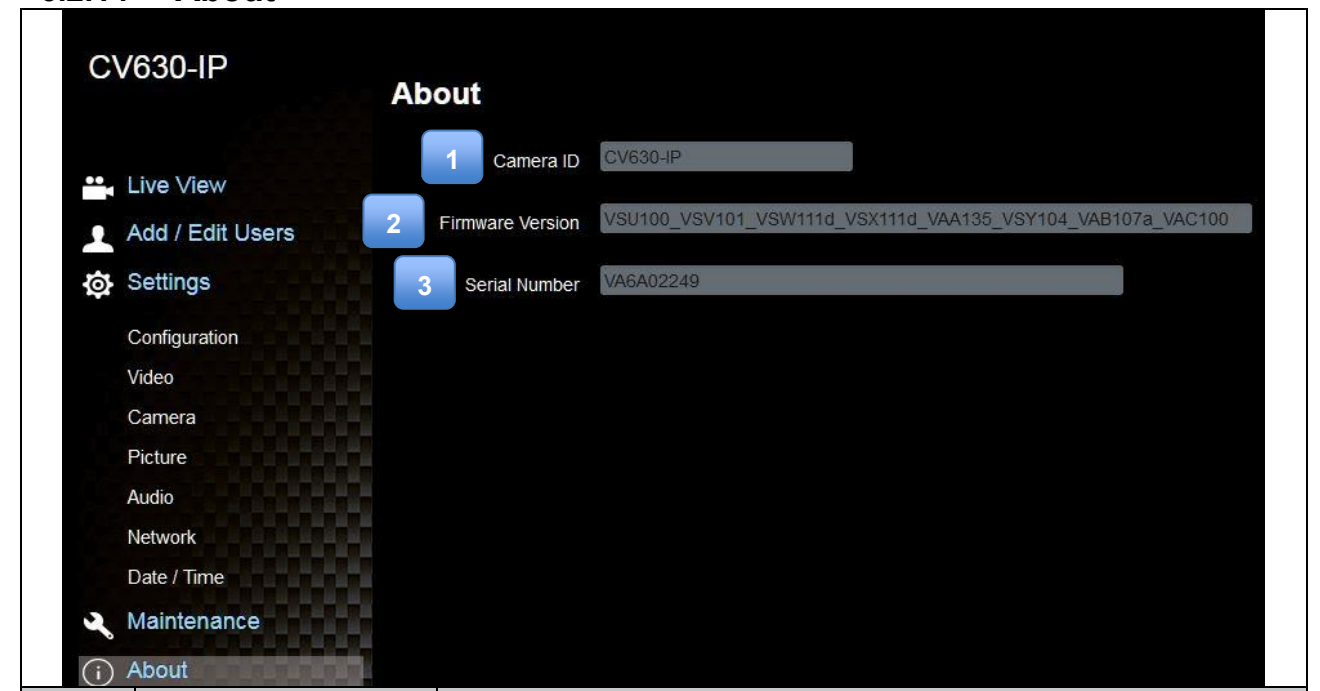 CV630-IP
About
1 Camera ID CV630-IP
2 Firmware Version VSU100_VSV101_VSW111d_VSX111d_VAA135_VSY104_VAB107a_VAC100
3 Serial Number VA6A02249
Live View
Add / Edit Users
Settings
Configuration
Video
Camera
Picture
Audio
Network
Date / Time
Maintenance
About